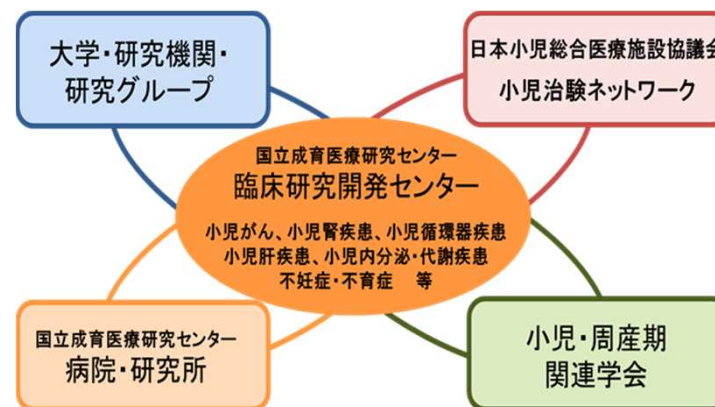 大学・研究機関・
研究グループ
日本小児総合医療施設協議会
小児治験ネットワーク
国立成育医療研究センター
臨床研究開発センター
小児がん、小児腎疾患、小児循環器疾患
小児肝疾患、小児内分泌・代謝疾患
不妊症・不育症　等
国立成育医療研究センター
病院・研究所
小児・周産期
関連学会